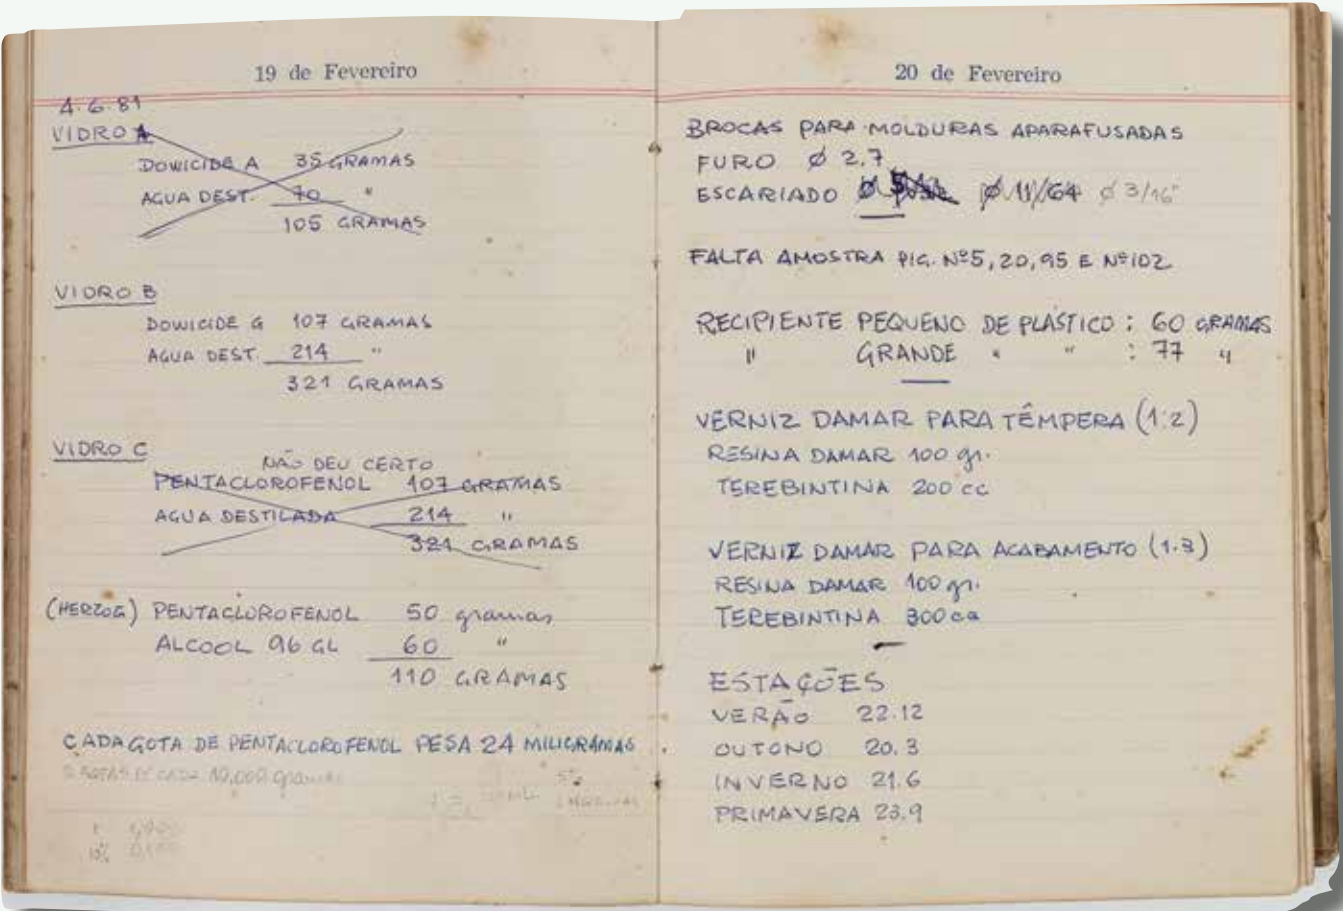 19 de Fevereiro
4.6.81
VIDRO A
DOWICIDE A 35 GRAMAS
AGUA DEST. 70 "
105 GRAMAS
VIDRO B
DOWICIDE G 107 GRAMAS
AGUA DEST. 214 "
321 GRAMAS
VIDRO C
NÃO DEU CERTO
PENTACLOROFENOL 107 GRAMAS
AGUA DESTILADA 214 "
321 GRAMAS
(HERZOG) PENTACLOROFENOL 50 gramas
ALCOOL 96 GL 60 "
110 GRAMAS
CADA GOTA DE PENTACLOROFENOL PESA 24 MILIGRAMAS
CADA 10.000 gramas
20 de Fevereiro
BROCAS PARA MOLDURAS APARAFUSADAS
FURO Ø 2.7
ESCARIADO Ø Ø 11/64 Ø 3/16"
FALTA AMOSTRA PIG. Nº5, 20, 95 E Nº102
RECIPIENTE PEQUENO DE PLÁSTICO : 60 GRAMAS
" GRANDE " " : 77 "
VERNIZ DAMAR PARA TÊMPERA (1:2)
RESINA DAMAR 100 gr.
TEREBINTINA 200 cc
VERNIZ DAMAR PARA ACABAMENTO (1:3)
RESINA DAMAR 100 gr.
TEREBINTINA 300 cc
ESTAÇÕES
VERÃO 22.12
OUTONO 20.3
INVERNO 21.6
PRIMAVERA 23.9